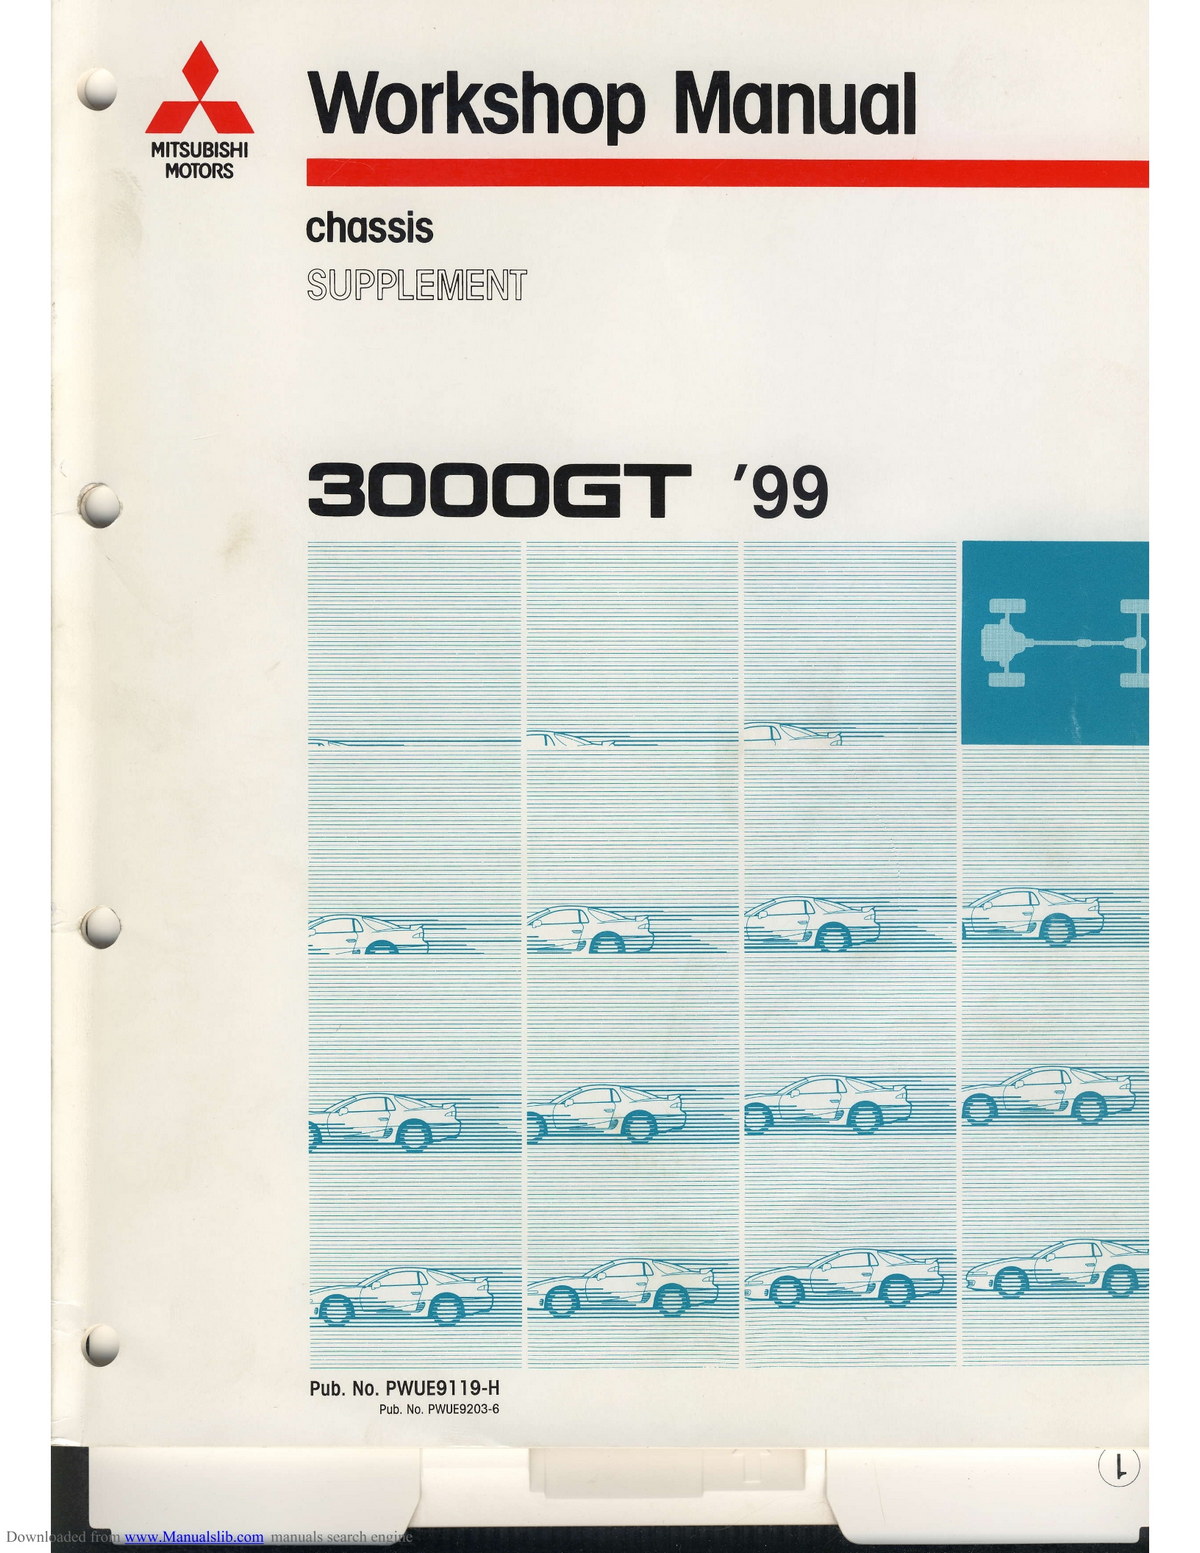 MITSUBISHI
MOTORS
Workshop Manual
chassis
SUPPLEMENT
3000GT '99
Pub. No. PWUE9119-H
Pub. No. PWUE9203-6
1
Downloaded from www.Manualslib.com manuals search engine